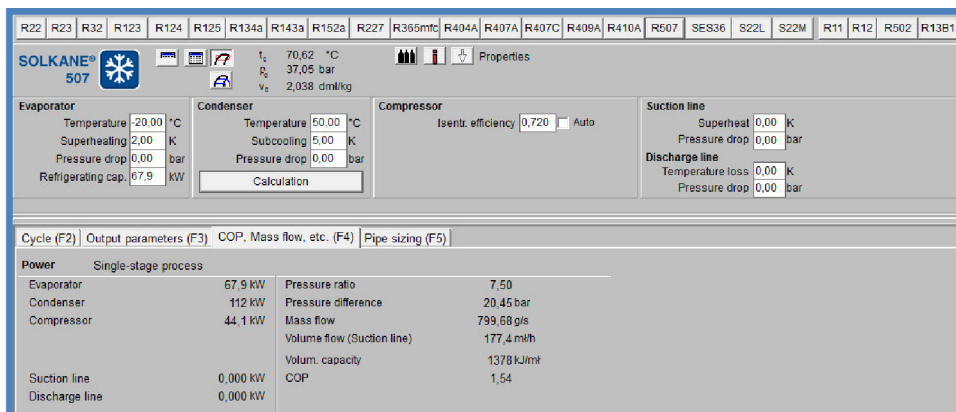 R22 R23 R32 R123 R124 R125 R134a R143a R152a R227 R365mfc R404A R407A R407C R409A R410A R507 SES36 S22L S22M R11 R12 R502 R13B1
SOLKANE® 507
tc 70,62 °C
pc 37,05 bar
vc 2,038 dml/kg
Properties
Evaporator
Temperature -20,00 °C
Superheating 2,00 K
Pressure drop 0,00 bar
Refrigerating cap. 67,9 kW
Condenser
Temperature 50,00 °C
Subcooling 5,00 K
Pressure drop 0,00 bar
Calculation
Compressor
Isentr. efficiency 0,720 Auto
Suction line
Superheat 0,00 K
Pressure drop 0,00 bar
Discharge line
Temperature loss 0,00 K
Pressure drop 0,00 bar
Cycle (F2) Output parameters (F3) COP, Mass flow, etc. (F4) Pipe sizing (F5)
Power Single-stage process
Evaporator 67,9 kW Pressure ratio 7,50
Condenser 112 kW Pressure difference 20,45 bar
Compressor 44,1 kW Mass flow 799,68 g/s
Volume flow (Suction line) 177,4 mł/h
Volum. capacity 1378 kJ/mł
Suction line 0,000 kW COP 1,54
Discharge line 0,000 kW